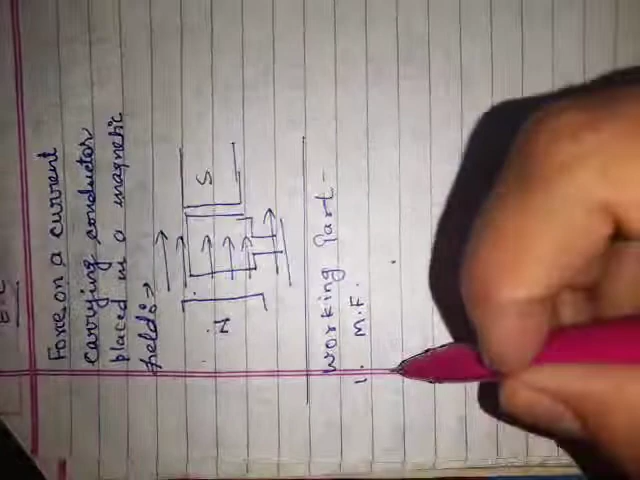 Force on a current
carrying conductor
placed in a magnetic
field:→
N
S
Working Part-
1. M.F.